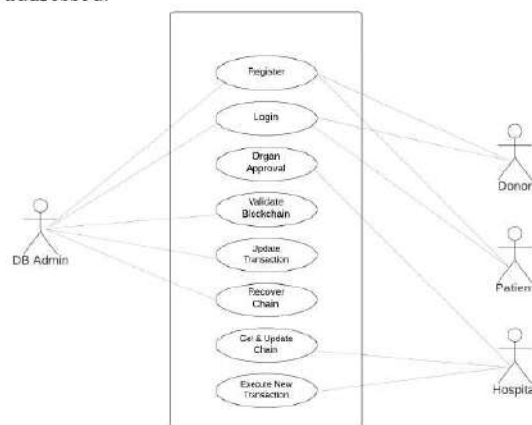 Register
Login
Organ
Approval
Validate
Blockchain
Update
Transaction
Recover
Chain
Get & Update
Chain
Execute New
Transaction
DB Admin
Donor
Patient
Hospital